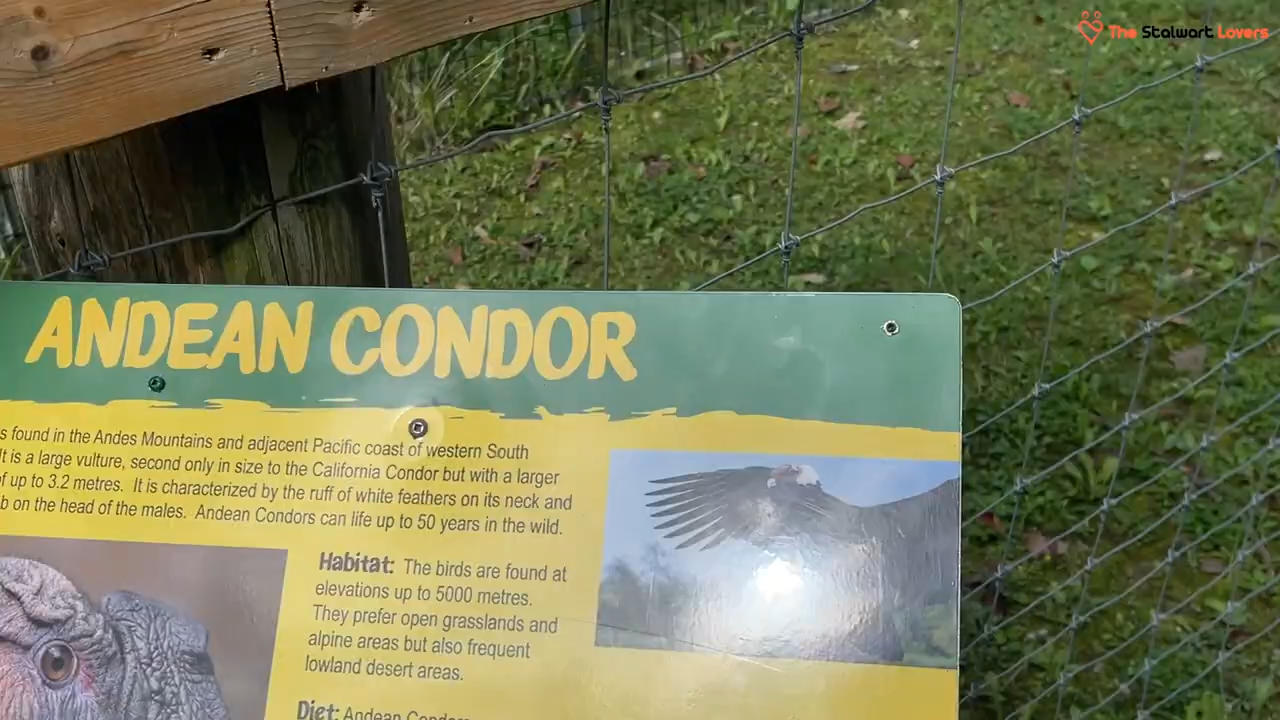 The Stalwart Lovers
ANDEAN CONDOR
s found in the Andes Mountains and adjacent Pacific coast of western South
It is a large vulture, second only in size to the California Condor but with a larger
of up to 3.2 metres. It is characterized by the ruff of white feathers on its neck and
b on the head of the males. Andean Condors can life up to 50 years in the wild.
Habitat: The birds are found at
elevations up to 5000 metres.
They prefer open grasslands and
alpine areas but also frequent
lowland desert areas.
Diet: Andean Condors